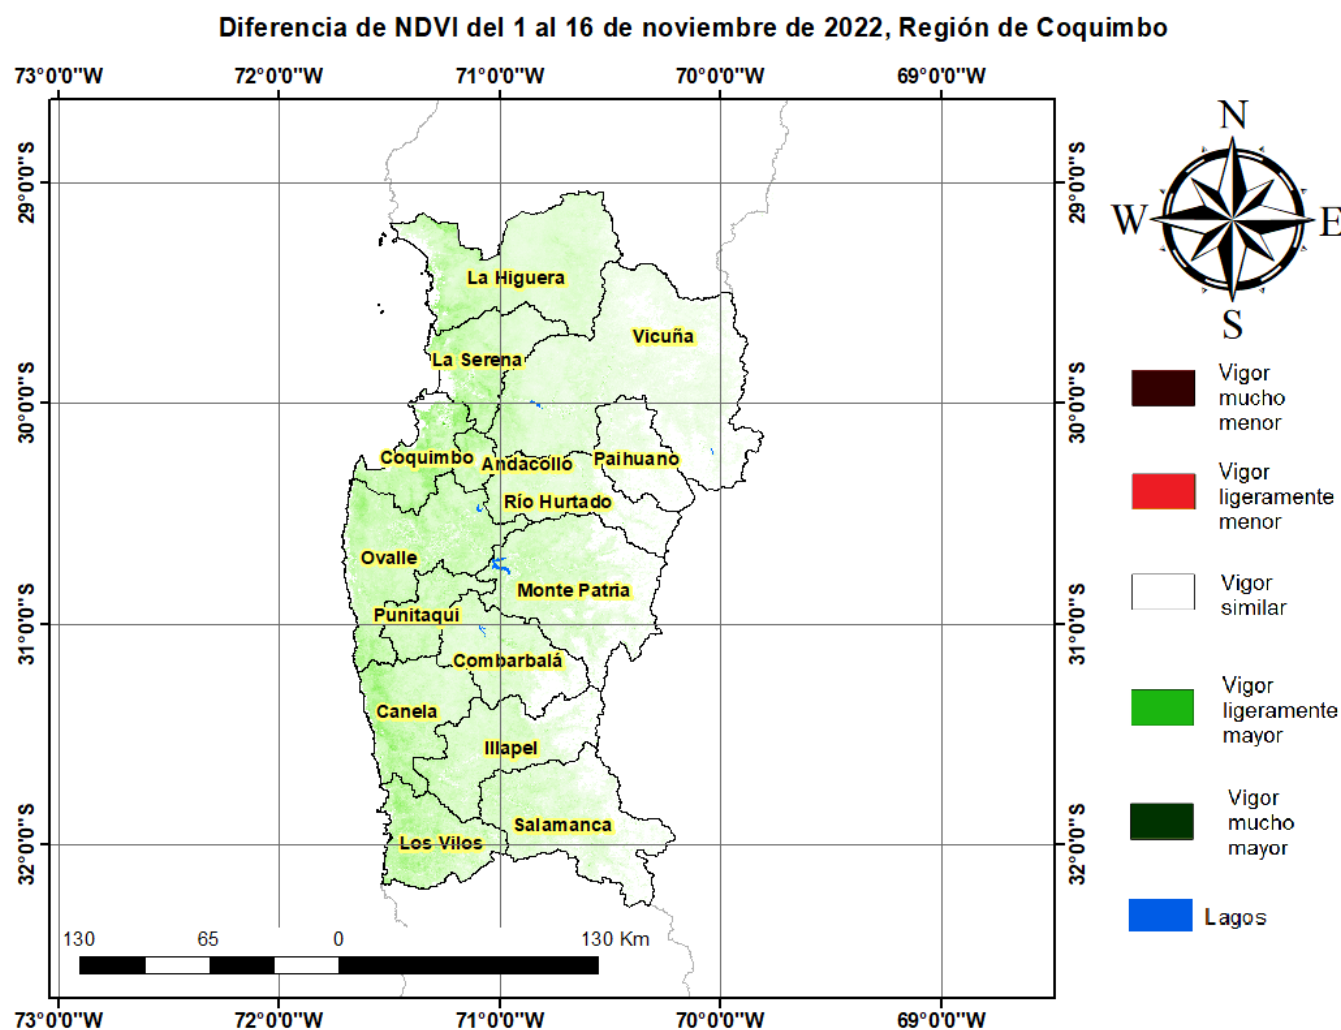 Diferencia de NDVI del 1 al 16 de noviembre de 2022, Región de Coquimbo
73°0'0"W 72°0'0"W 71°0'0"W 70°0'0"W 69°0'0"W
29°0'0"S 29°0'0"S
30°0'0"S 30°0'0"S
31°0'0"S 31°0'0"S
32°0'0"S 32°0'0"S
La Higuera
Vicuña
La Serena
Coquimbo
Andacollo
Paihuano
Río Hurtado
Ovalle
Monte Patria
Punitaqui
Combarbalá
Canela
Illapel
Salamanca
Los Vilos
130 65 0 130 Km
73°0'0"W 72°0'0"W 71°0'0"W 70°0'0"W 69°0'0"W
N
W E
S
Vigor
mucho
menor
Vigor
ligeramente
menor
Vigor
similar
Vigor
ligeramente
mayor
Vigor
mucho
mayor
Lagos